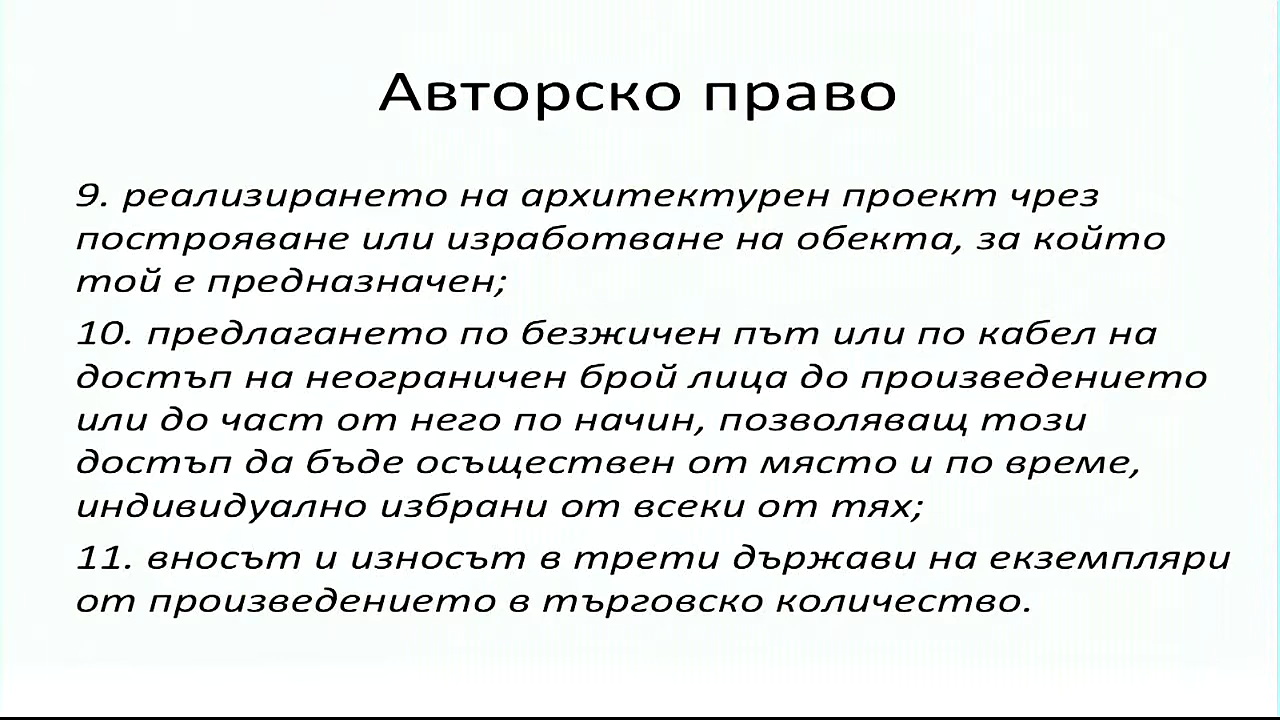 Авторско право
9. реализирането на архитектурен проект чрез
построяване или изработване на обекта, за който
той е предназначен;
10. предлагането по безжичен път или по кабел на
достъп на неограничен брой лица до произведението
или до част от него по начин, позволяващ този
достъп да бъде осъществен от място и по време,
индивидуално избрани от всеки от тях;
11. вносът и износът в трети държави на екземпляри
от произведението в търговско количество.